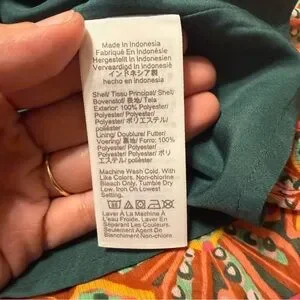 Made In Indonesia
Fabriqué En Indonésie
Hergestellt In Indonesien
Vervaardigd In Indonesië
インドネシア製
hecho en indonesia
Shell/ Tissu Principal/ Shell/
Bovenstof/ 表地/ Tela
Exterior: 100% Polyester/
Polyester/ Polyester/
Polyester/ ポリエステル/
poliéster
Lining/ Doublure/ Futter/
Voering/ 裏地/ Forro: 100%
Polyester/ Polyester/
Polyester/ Polyester/ ポリ
エステル/ poliéster
Machine Wash Cold. With
Like Colors. Non-chlorine
Bleach Only. Tumble Dry
Low. Iron On Lowest
Setting.
Laver À La Machine À
L'eau Froide. Laver En
Séparant Les Couleurs.
Seulement Agent De
Blanchiment Non-chloré.